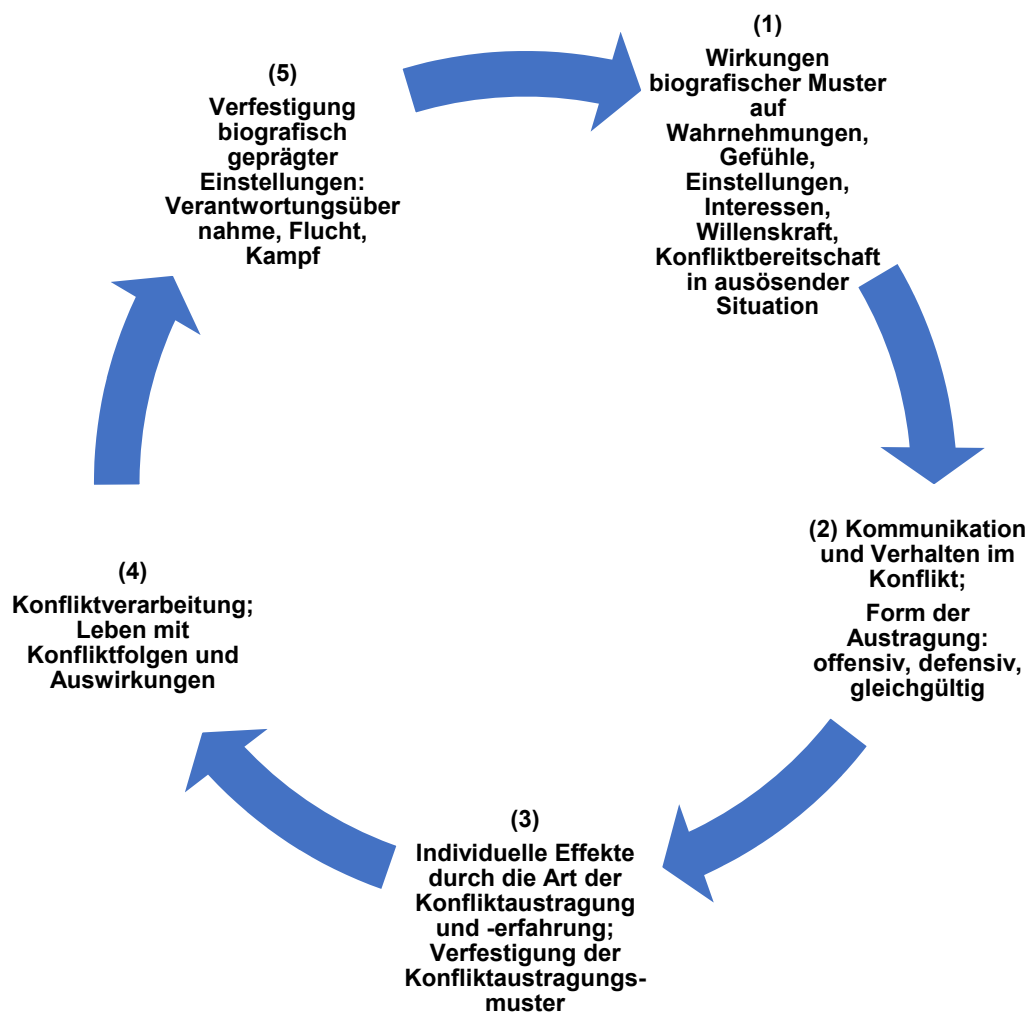 (1)
Wirkungen
biografischer Muster
auf
Wahrnehmungen,
Gefühle,
Einstellungen,
Interessen,
Willenskraft,
Konfliktbereitschaft
in ausösender
Situation
(2) Kommunikation
und Verhalten im
Konflikt;
Form der
Austragung:
offensiv, defensiv,
gleichgültig
(3)
Individuelle Effekte
durch die Art der
Konfliktaustragung
und -erfahrung;
Verfestigung der
Konfliktaustragungs-
muster
(4)
Konfliktverarbeitung;
Leben mit
Konfliktfolgen und
Auswirkungen
(5)
Verfestigung
biografisch
geprägter
Einstellungen:
Verantwortungsüber
nahme, Flucht,
Kampf